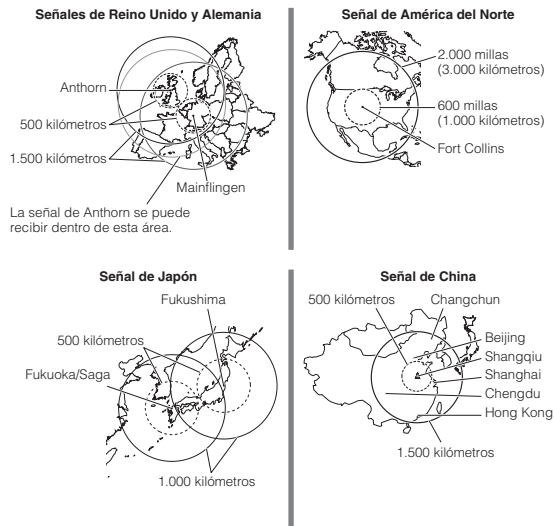 Señales de Reino Unido y Alemania
Anthorn
500 kilómetros
1.500 kilómetros
Mainflingen
La señal de Anthorn se puede
recibir dentro de esta área.
Señal de América del Norte
2.000 millas
(3.000 kilómetros)
600 millas
(1.000 kilómetros)
Fort Collins
Señal de Japón
Fukushima
500 kilómetros
Fukuoka/Saga
1.000 kilómetros
Señal de China
500 kilómetros
Changchun
Beijing
Shangqiu
Shanghai
Chengdu
Hong Kong
1.500 kilómetros